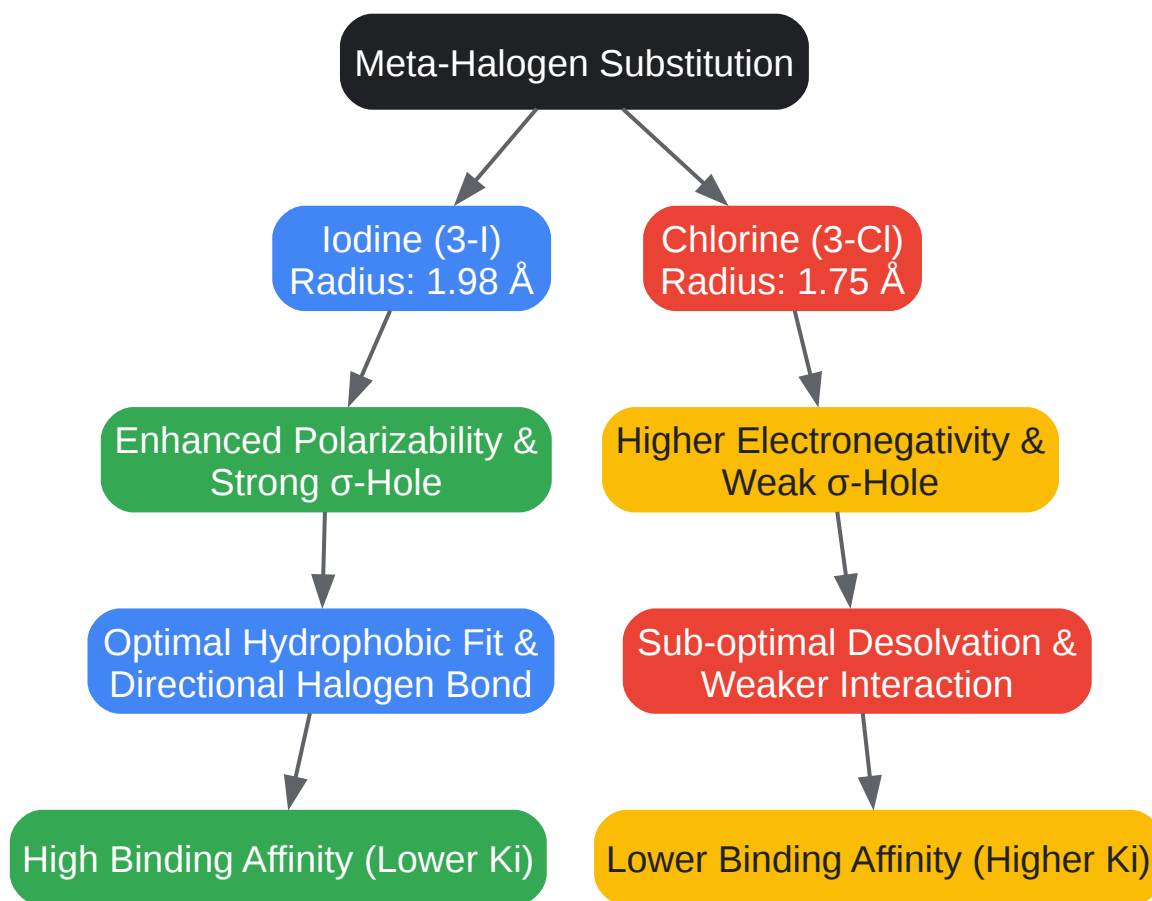 Meta-Halogen Substitution
Iodine (3-I)
Radius: 1.98 Å
Chlorine (3-Cl)
Radius: 1.75 Å
Enhanced Polarizability &
Strong σ-Hole
Higher Electronegativity &
Weak σ-Hole
Optimal Hydrophobic Fit &
Directional Halogen Bond
Sub-optimal Desolvation &
Weaker Interaction
High Binding Affinity (Lower Ki)
Lower Binding Affinity (Higher Ki)